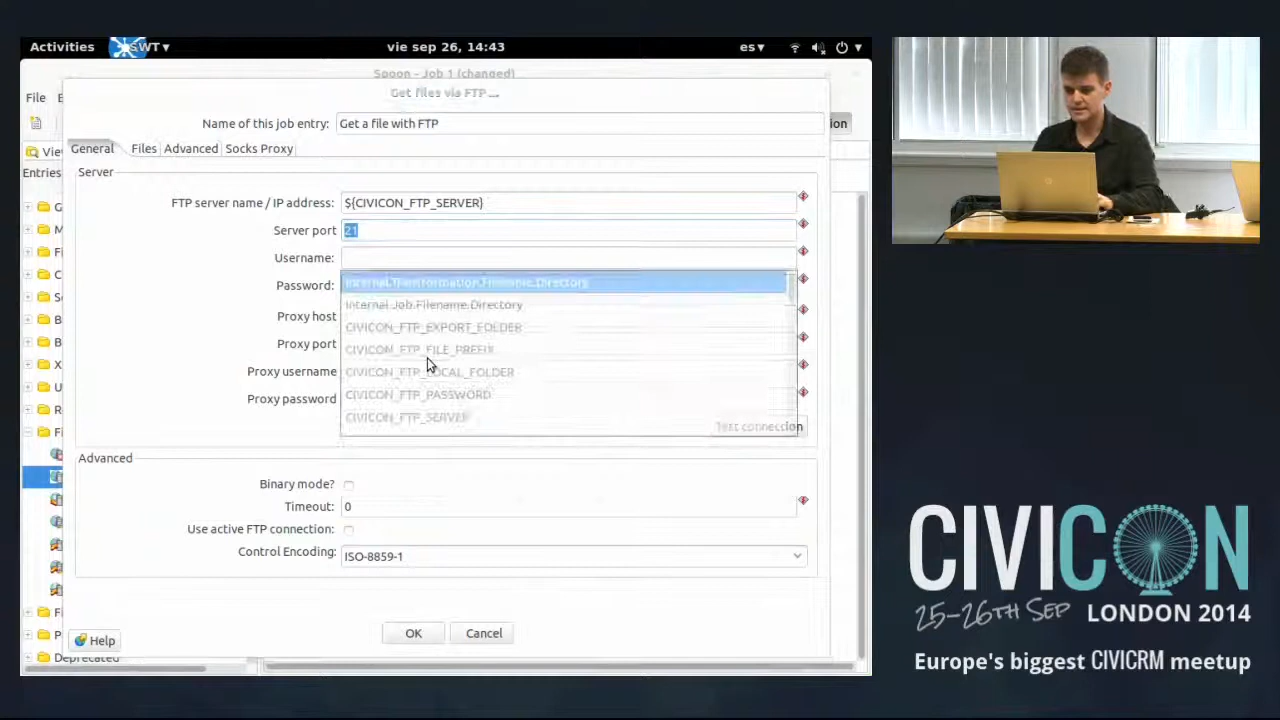 Activities
SWT ▾
vie sep 26, 14:43
es ▾
Spoon - Job 1 (changed)
Get files via FTP ...
File
E
Name of this job entry:
Get a file with FTP
ion
Vie
General
Files
Advanced
Socks Proxy
Entries
Server
FTP server name / IP address:
${CIVICON_FTP_SERVER}
Server port
21
Username:
Password:
Internal.Transformation.Filename.Directory
Internal.Job.Filename.Directory
Proxy host
CIVICON_FTP_EXPORT_FOLDER
Proxy port
CIVICON_FTP_FILE_PREFIX
Proxy username
CIVICON_FTP_LOCAL_FOLDER
Proxy password
CIVICON_FTP_PASSWORD
CIVICON_FTP_SERVER
Test connection
Advanced
Binary mode?
Timeout:
0
Use active FTP connection:
Control Encoding:
ISO-8859-1
OK
Cancel
Help
Deprecated
CIVICON
25-26TH SEP LONDON 2014
Europe's biggest CIVICRM meetup